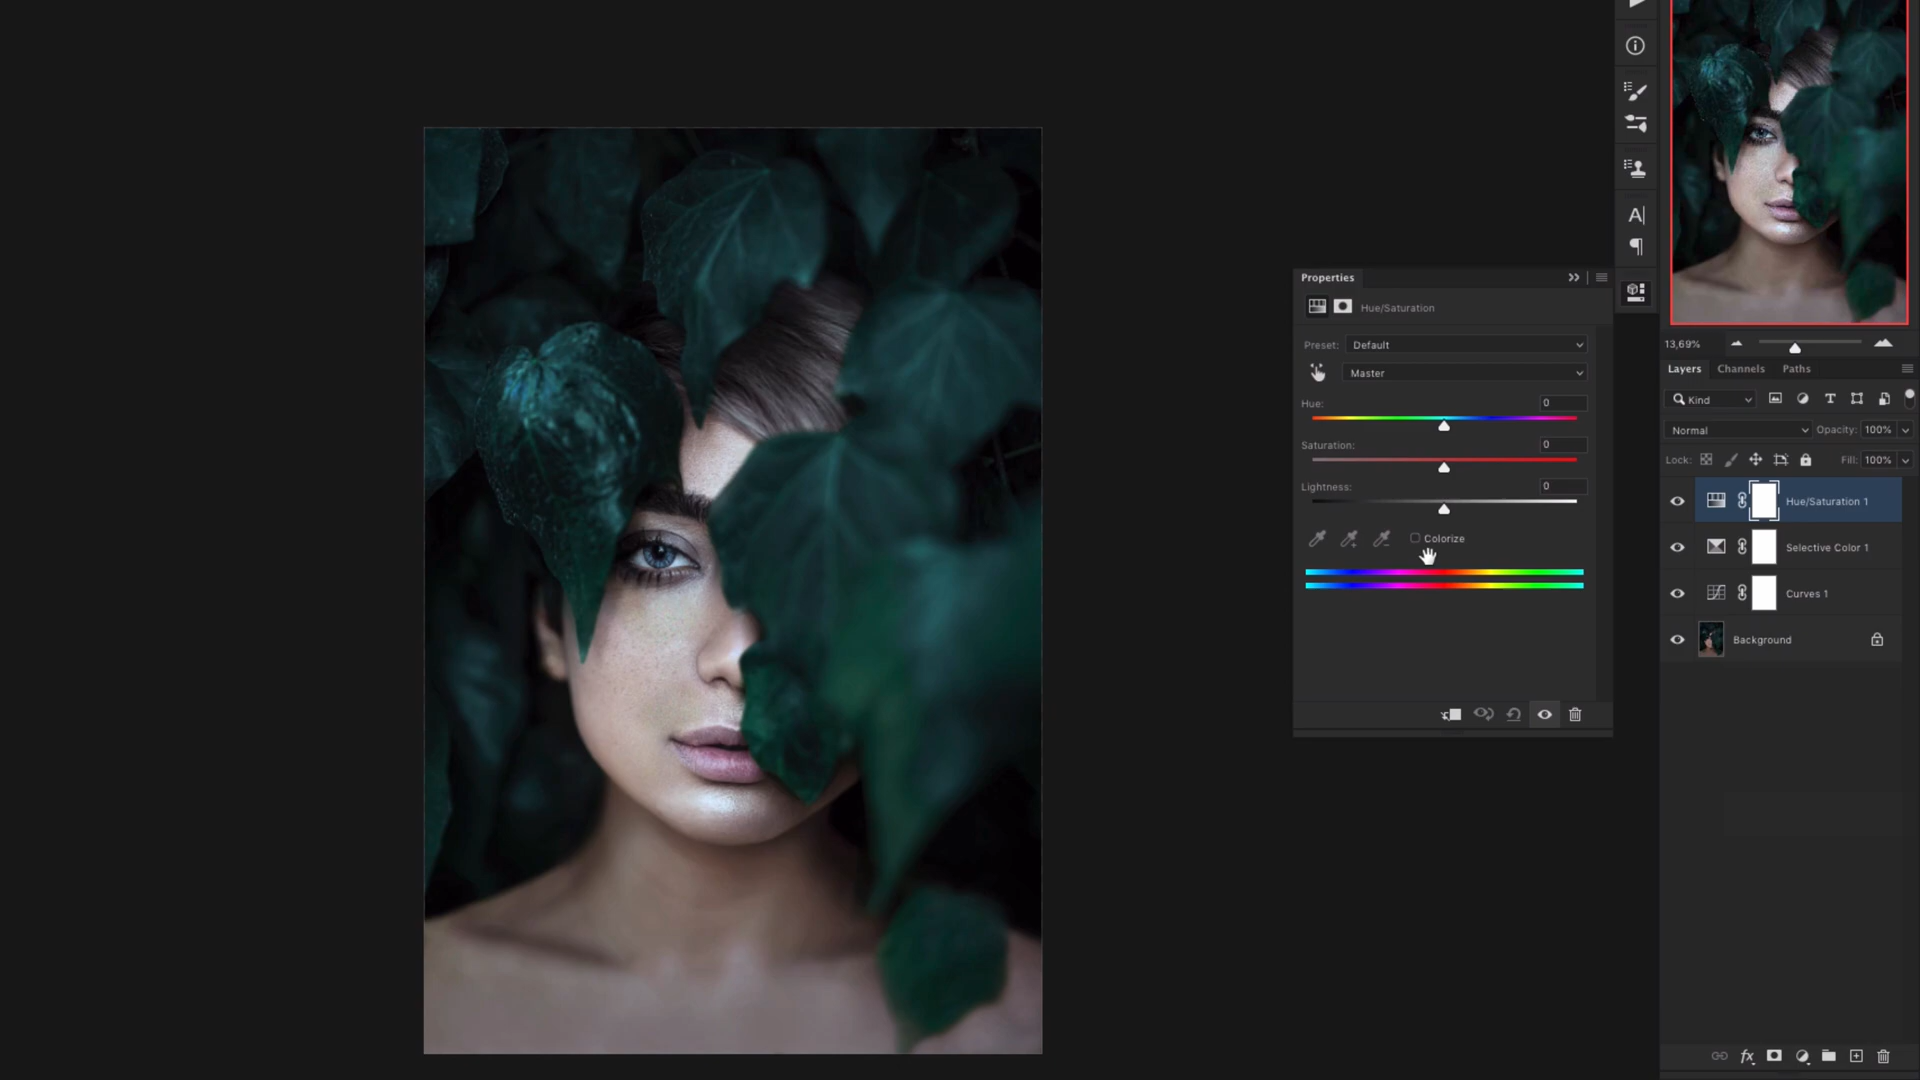 Properties
Hue/Saturation
Preset: Default
Master
Hue: 0
Saturation: 0
Lightness: 0
Colorize
A|
¶
13,69%
Layers Channels Paths
Kind
T
Normal Opacity: 100%
Lock: Fill: 100%
Hue/Saturation 1
Selective Color 1
Curves 1
Background
fx